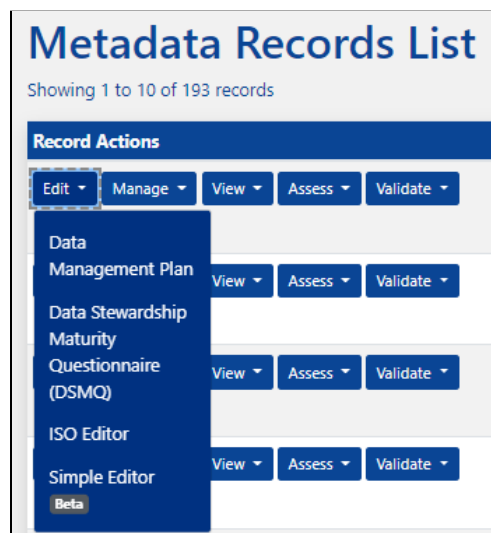 Metadata Records List
Showing 1 to 10 of 193 records
Record Actions
Edit Manage View Assess Validate
Data
Management Plan
View Assess Validate
Data Stewardship
Maturity
Questionnaire
(DSMQ)
View Assess Validate
ISO Editor
Simple Editor
View Assess Validate
Beta